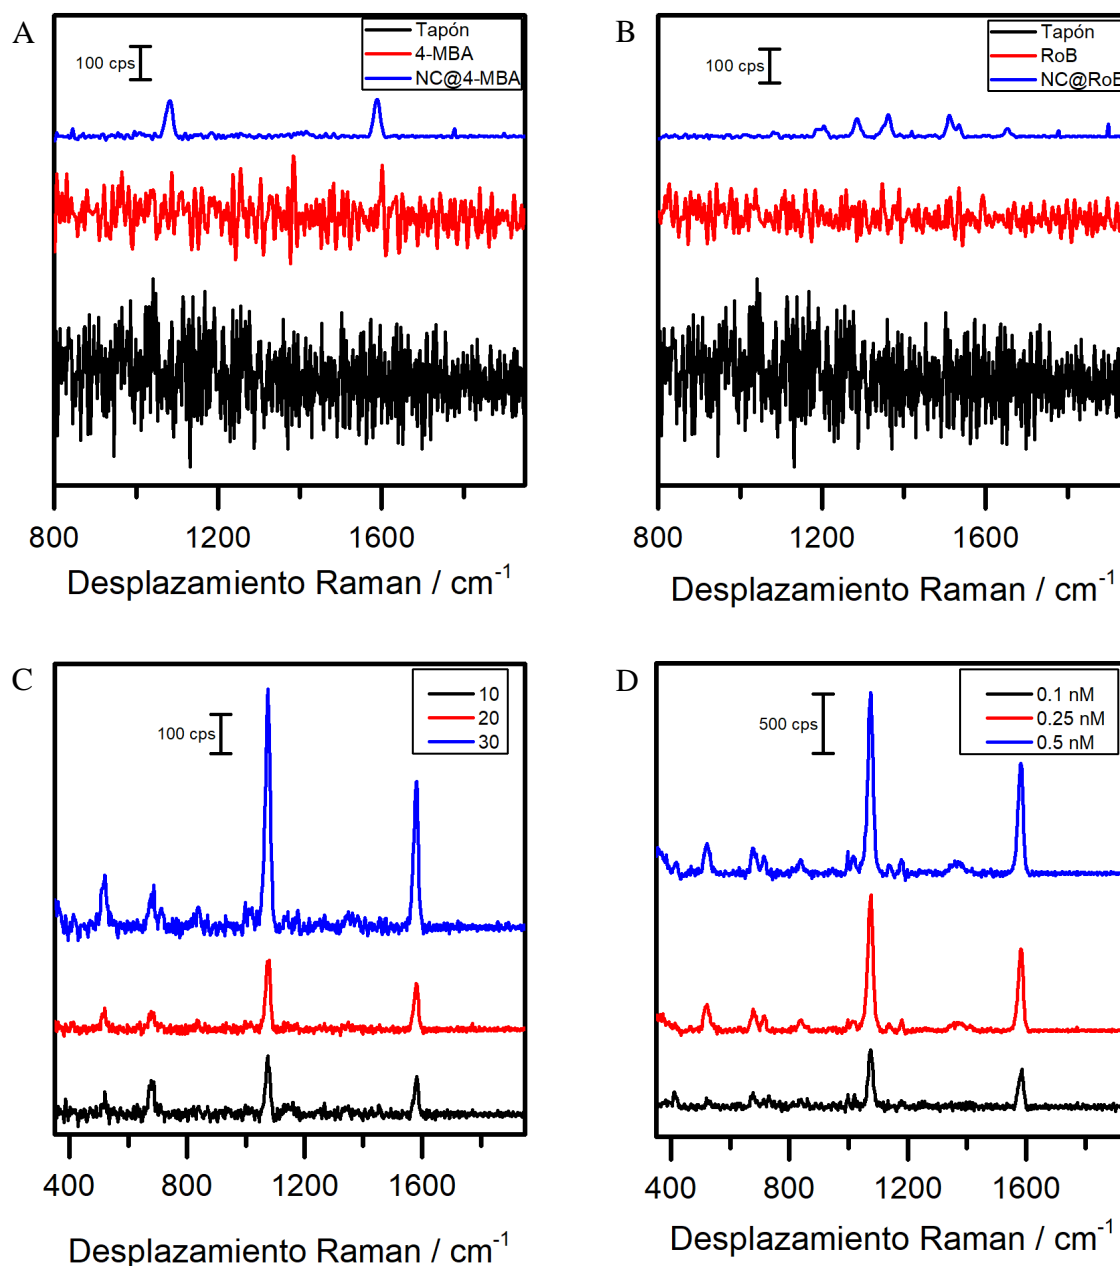 A
Tapón
4-MBA
NC@4-MBA
100 cps
800
1200
1600
Desplazamiento Raman / cm⁻¹
B
Tapón
RoB
NC@RoB
100 cps
800
1200
1600
Desplazamiento Raman / cm⁻¹
C
10
20
30
100 cps
400
800
1200
1600
Desplazamiento Raman / cm⁻¹
D
0.1 nM
0.25 nM
0.5 nM
500 cps
400
800
1200
1600
Desplazamiento Raman / cm⁻¹